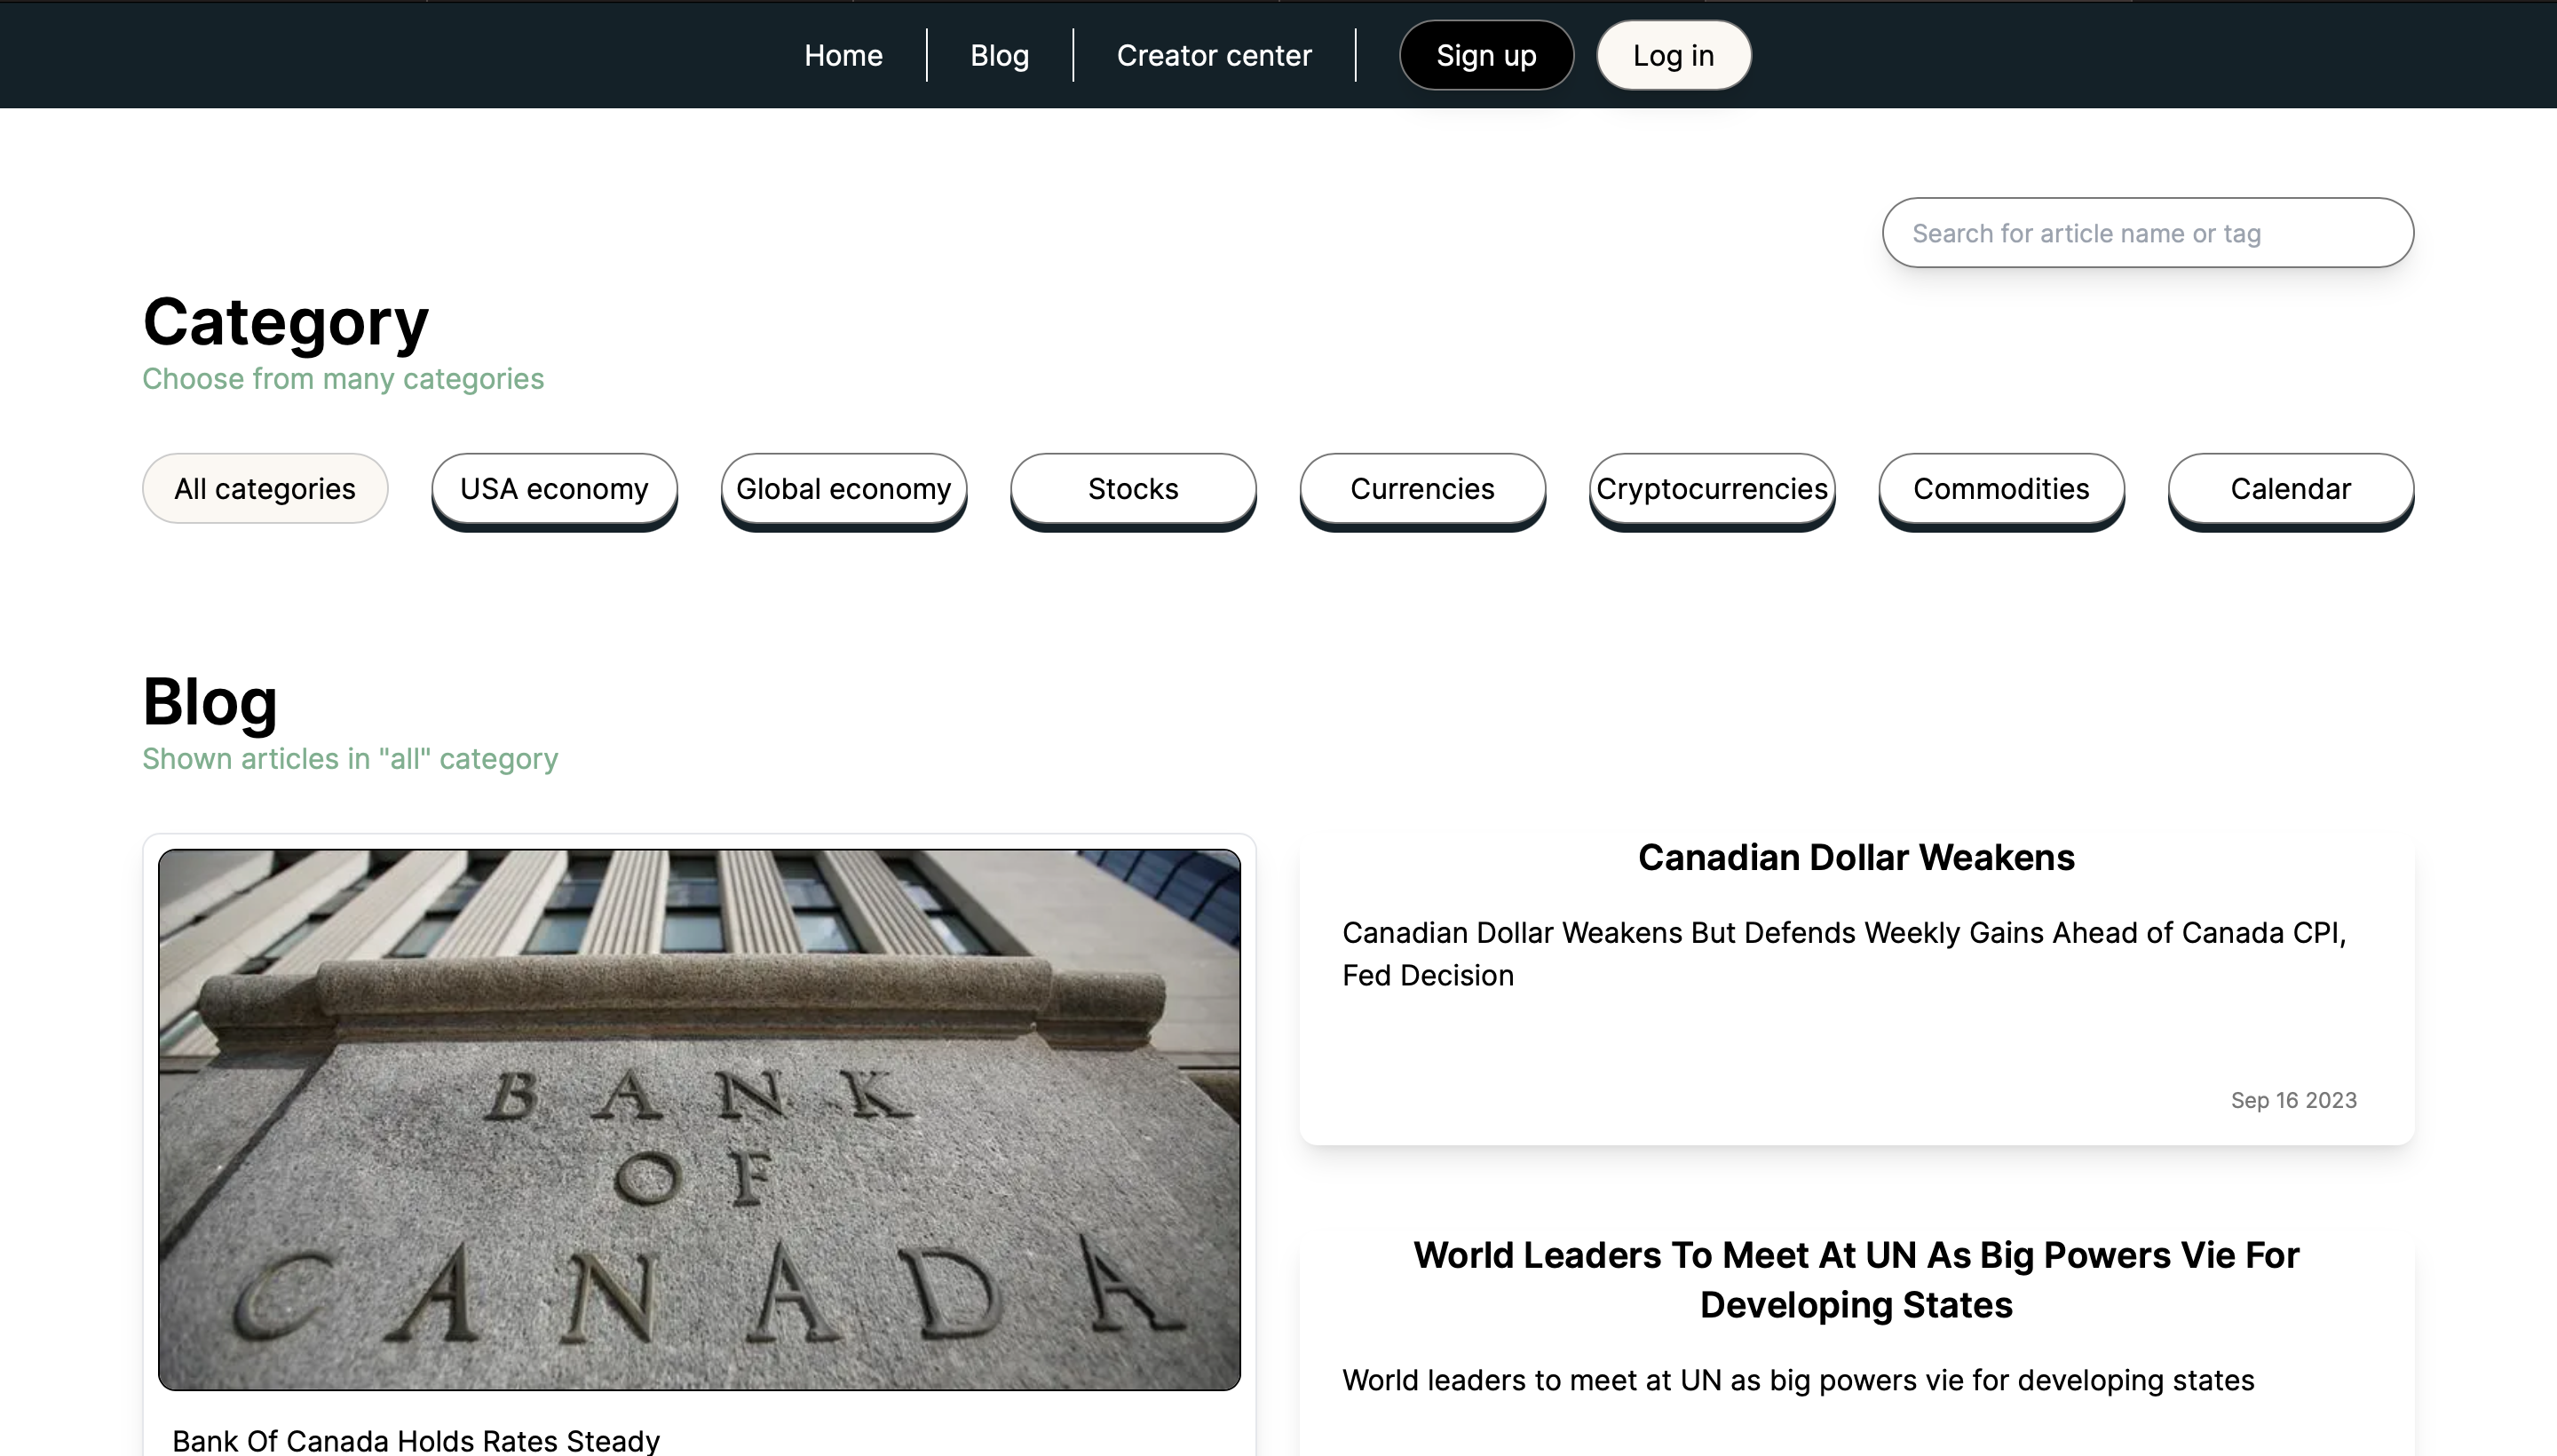 Home
Blog
Creator center
Sign up
Log in
Search for article name or tag
Category
Choose from many categories
All categories
USA economy
Global economy
Stocks
Currencies
Cryptocurrencies
Commodities
Calendar
Blog
Shown articles in "all" category
BANK
OF
CANADA
Bank Of Canada Holds Rates Steady
Canadian Dollar Weakens
Canadian Dollar Weakens But Defends Weekly Gains Ahead of Canada CPI,
Fed Decision
Sep 16 2023
World Leaders To Meet At UN As Big Powers Vie For
Developing States
World leaders to meet at UN as big powers vie for developing states